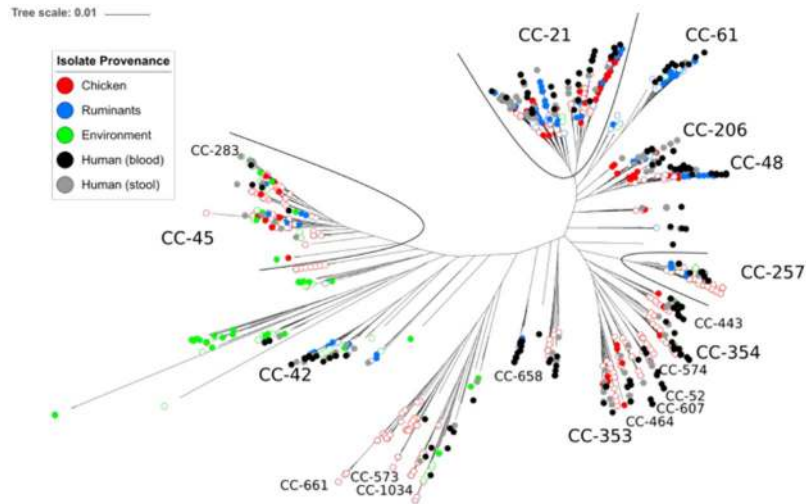 Tree scale: 0.01
Isolate Provenance
Chicken
Ruminants
Environment
Human (blood)
Human (stool)
CC-21
CC-61
CC-206
CC-48
CC-283
CC-45
CC-257
CC-443
CC-354
CC-574
CC-52
CC-607
CC-464
CC-353
CC-658
CC-42
CC-573
CC-661
CC-1034